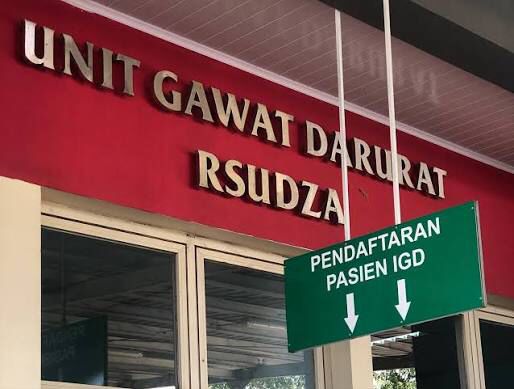 UNIT GAWAT DARURAT
RSUDZA
PENDAFTARAN
PASIEN IGD